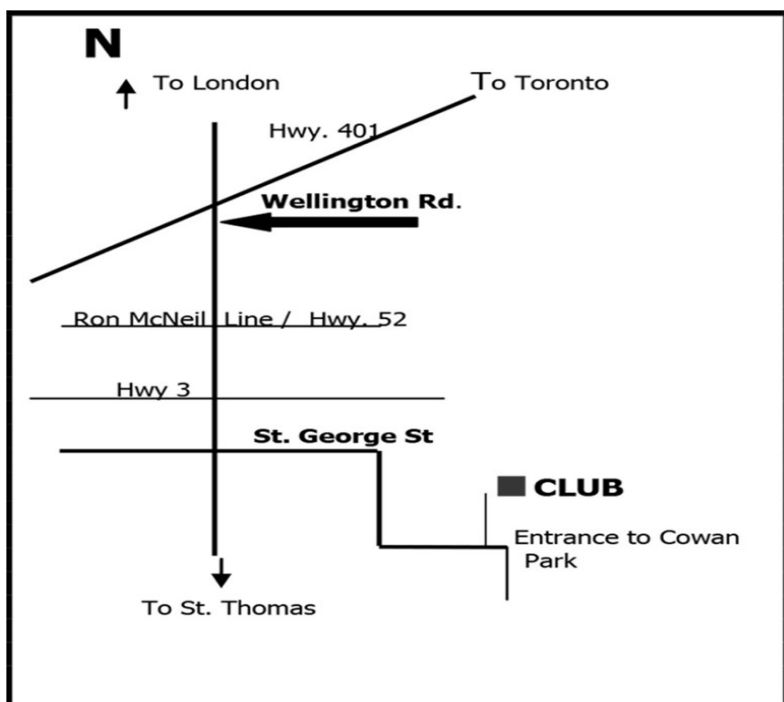 N
To London
To Toronto
Hwy. 401
Wellington Rd.
Ron McNeil Line / Hwy. 52
Hwy 3
St. George St
CLUB
Entrance to Cowan
Park
To St. Thomas